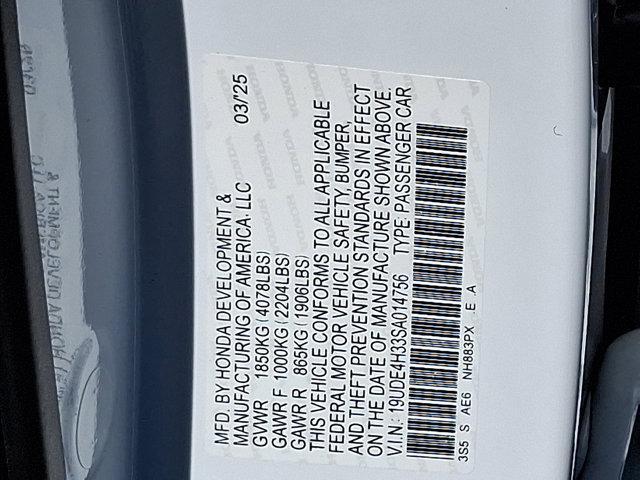 MFD. BY HONDA DEVELOPMENT &
MANUFACTURING OF AMERICA, LLC 03/25
GVWR 1850KG (4078LBS)
GAWR F 1000KG (2204LBS)
GAWR R 865KG (1906LBS)
THIS VEHICLE CONFORMS TO ALL APPLICABLE
FEDERAL MOTOR VEHICLE SAFETY, BUMPER,
AND THEFT PREVENTION STANDARDS IN EFFECT
ON THE DATE OF MANUFACTURE SHOWN ABOVE.
V.I.N.: 19UDE4H33SA014756 TYPE: PASSENGER CAR
3S5 S AE6 NH883PX E A